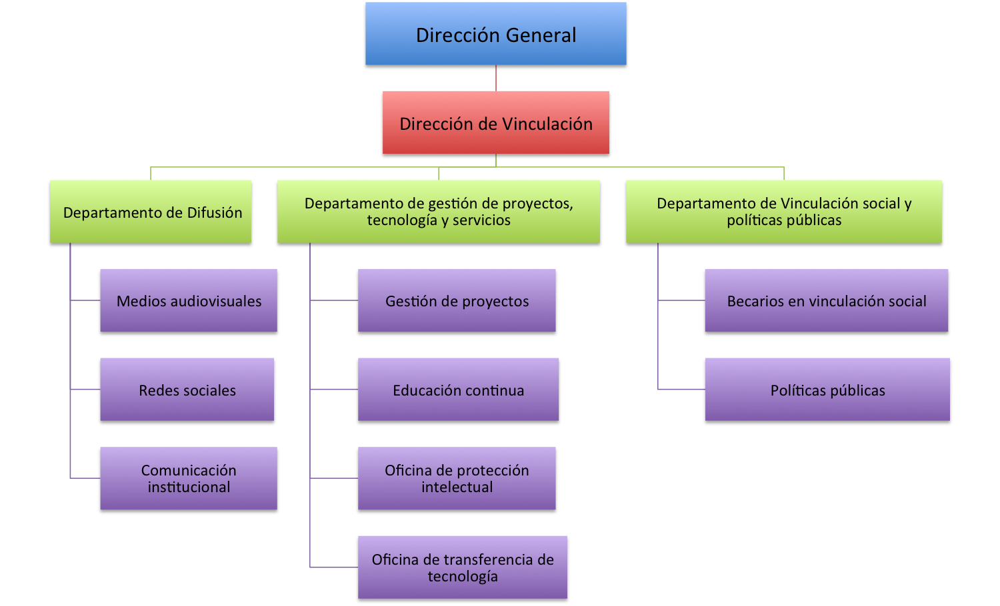 Dirección General
Dirección de Vinculación
Departamento de Difusión
Departamento de gestión de proyectos,
tecnología y servicios
Departamento de Vinculación social y
políticas públicas
Medios audiovisuales
Redes sociales
Comunicación
institucional
Gestión de proyectos
Educación continua
Oficina de protección
intelectual
Oficina de transferencia de
tecnología
Becarios en vinculación social
Políticas públicas